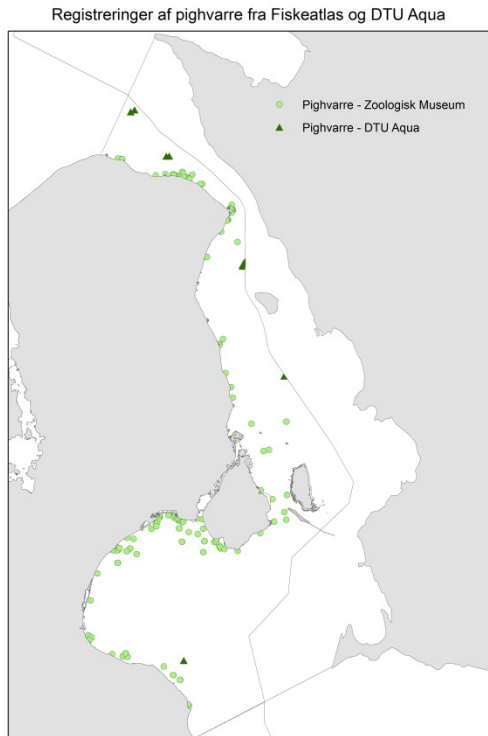 Registreringer af pighvarre fra Fiskeatlas og DTU Aqua
Pighvarre - Zoologisk Museum
Pighvarre - DTU Aqua